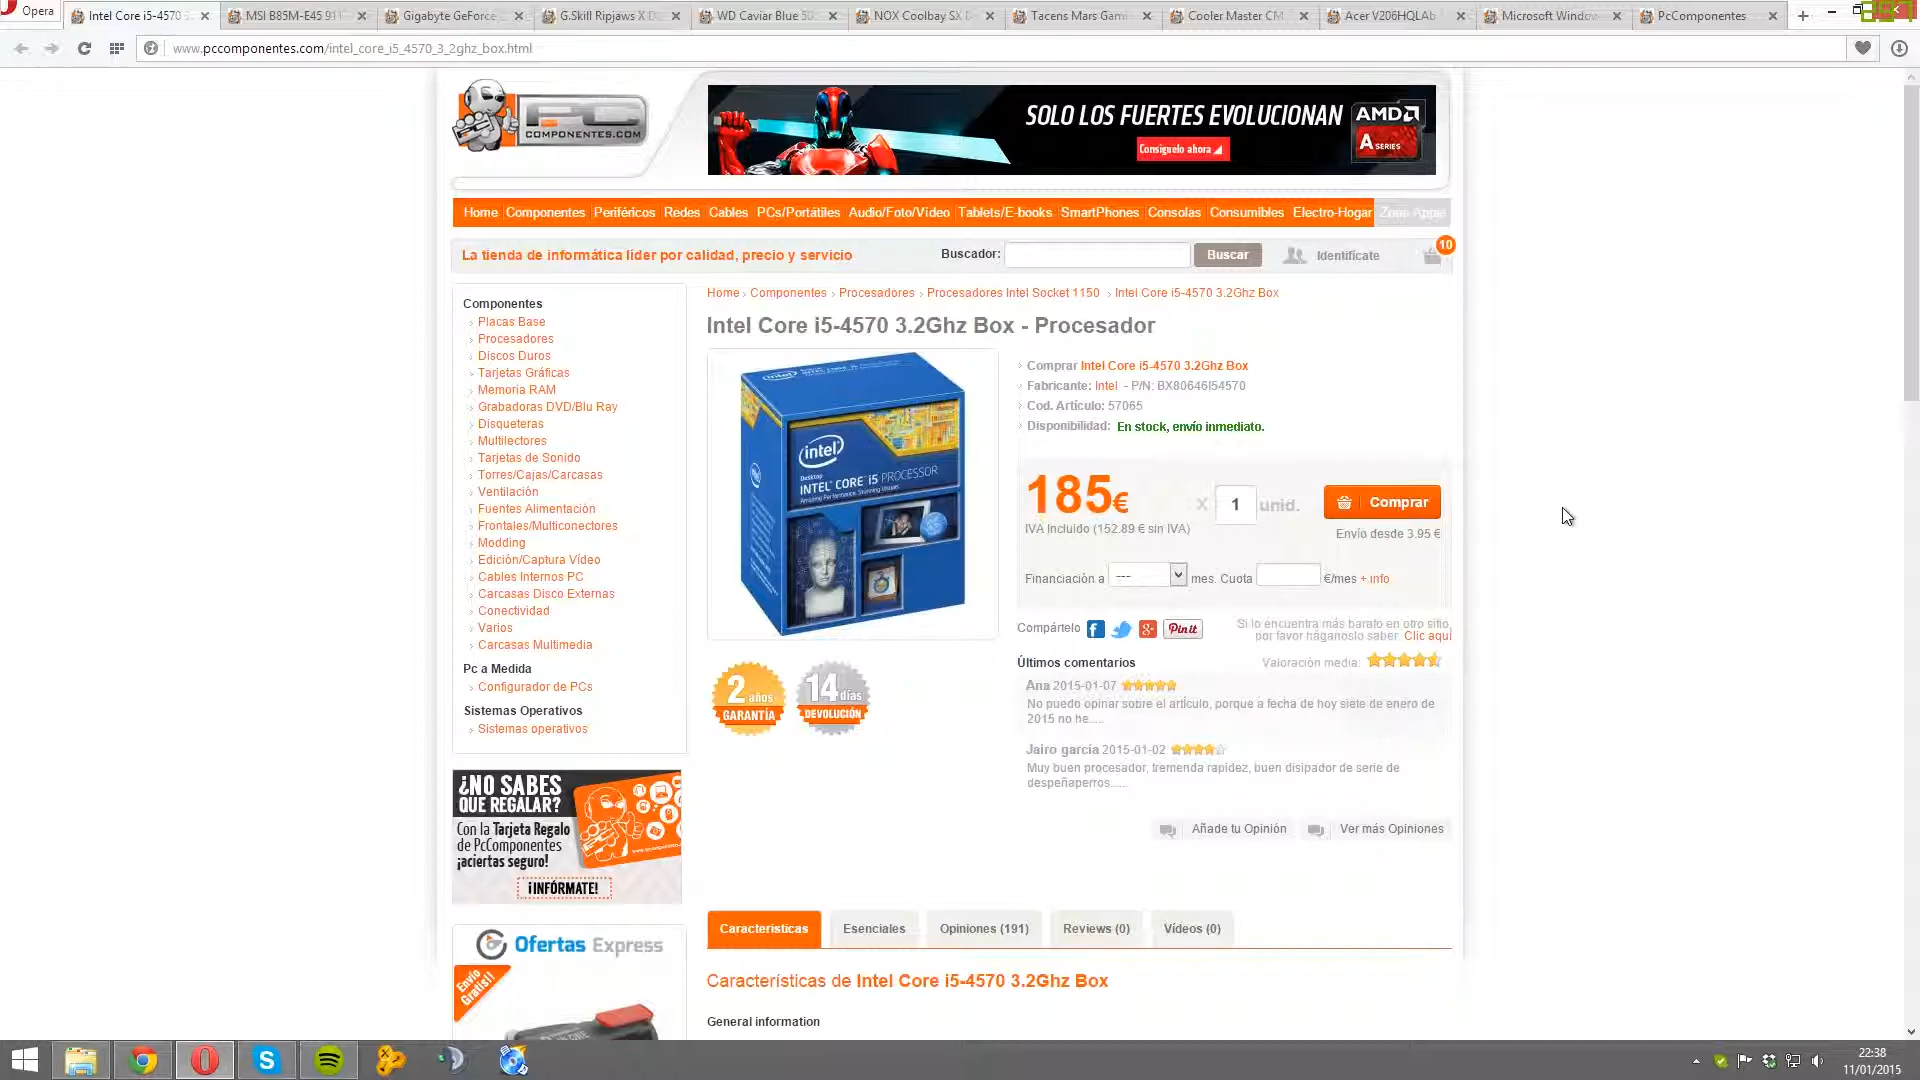 Opera
Intel Core i5-4570 3.
MSI B85M-E45 911
Gigabyte GeForce
G.Skill Ripjaws X D
WD Caviar Blue 50
NOX Coolbay SX D
Tacens Mars Gami
Cooler Master CM
Acer V206HQLAb
Microsoft Window
PcComponentes
www.pccomponentes.com/intel_core_i5_4570_3_2ghz_box.html
COMPONENTES.COM
SOLO LOS FUERTES EVOLUCIONAN
Consíguelo ahora
AMD
A SERIES
Home Componentes Periféricos Redes Cables PCs/Portátiles Audio/Foto/Vídeo Tablets/E-books SmartPhones Consolas Consumibles Electro-Hogar Zona Apple
La tienda de informática líder por calidad, precio y servicio
Buscador:
Buscar
Identifícate
10
Componentes
Placas Base
Procesadores
Discos Duros
Tarjetas Gráficas
Memoria RAM
Grabadoras DVD/Blu Ray
Disqueteras
Multilectores
Tarjetas de Sonido
Torres/Cajas/Carcasas
Ventilación
Fuentes Alimentación
Frontales/Multiconectores
Modding
Edición/Captura Vídeo
Cables Internos PC
Carcasas Disco Externas
Conectividad
Varios
Carcasas Multimedia
Pc a Medida
Configurador de PCs
Sistemas Operativos
Sistemas operativos
¿NO SABES
QUE REGALAR?
Con la Tarjeta Regalo
de PcComponentes
¡aciertas seguro!
¡INFÓRMATE!
Ofertas Express
Envío
Gratis!!
Home › Componentes › Procesadores › Procesadores Intel Socket 1150 › Intel Core i5-4570 3.2Ghz Box
Intel Core i5-4570 3.2Ghz Box - Procesador
intel
Desktop
INTEL® CORE™ i5 PROCESSOR
Amazing Performance. Stunning Visuals.
2 años
GARANTÍA
14 días
DEVOLUCIÓN
Comprar Intel Core i5-4570 3.2Ghz Box
Fabricante: Intel - P/N: BX80646I54570
Cod. Artículo: 57065
Disponibilidad: En stock, envío inmediato.
185€
X 1 unid.
Comprar
IVA Incluido (152.89 € sin IVA)
Envío desde 3.95 €
Financiación a --- mes. Cuota €/mes + info
Compártelo
Pin it
Si lo encuentra más barato en otro sitio,
por favor háganoslo saber. Clic aquí
Últimos comentarios
Valoración media:
Ana 2015-01-07
No puedo opinar sobre el artículo, porque a fecha de hoy siete de enero de
2015 no he.....
Jairo garcia 2015-01-02
Muy buen procesador, tremenda rapidez, buen disipador de serie de
despeñaperros.....
Añade tu Opinión
Ver más Opiniones
Características
Esenciales
Opiniones (191)
Reviews (0)
Vídeos (0)
Características de Intel Core i5-4570 3.2Ghz Box
General information
22:38
11/01/2015